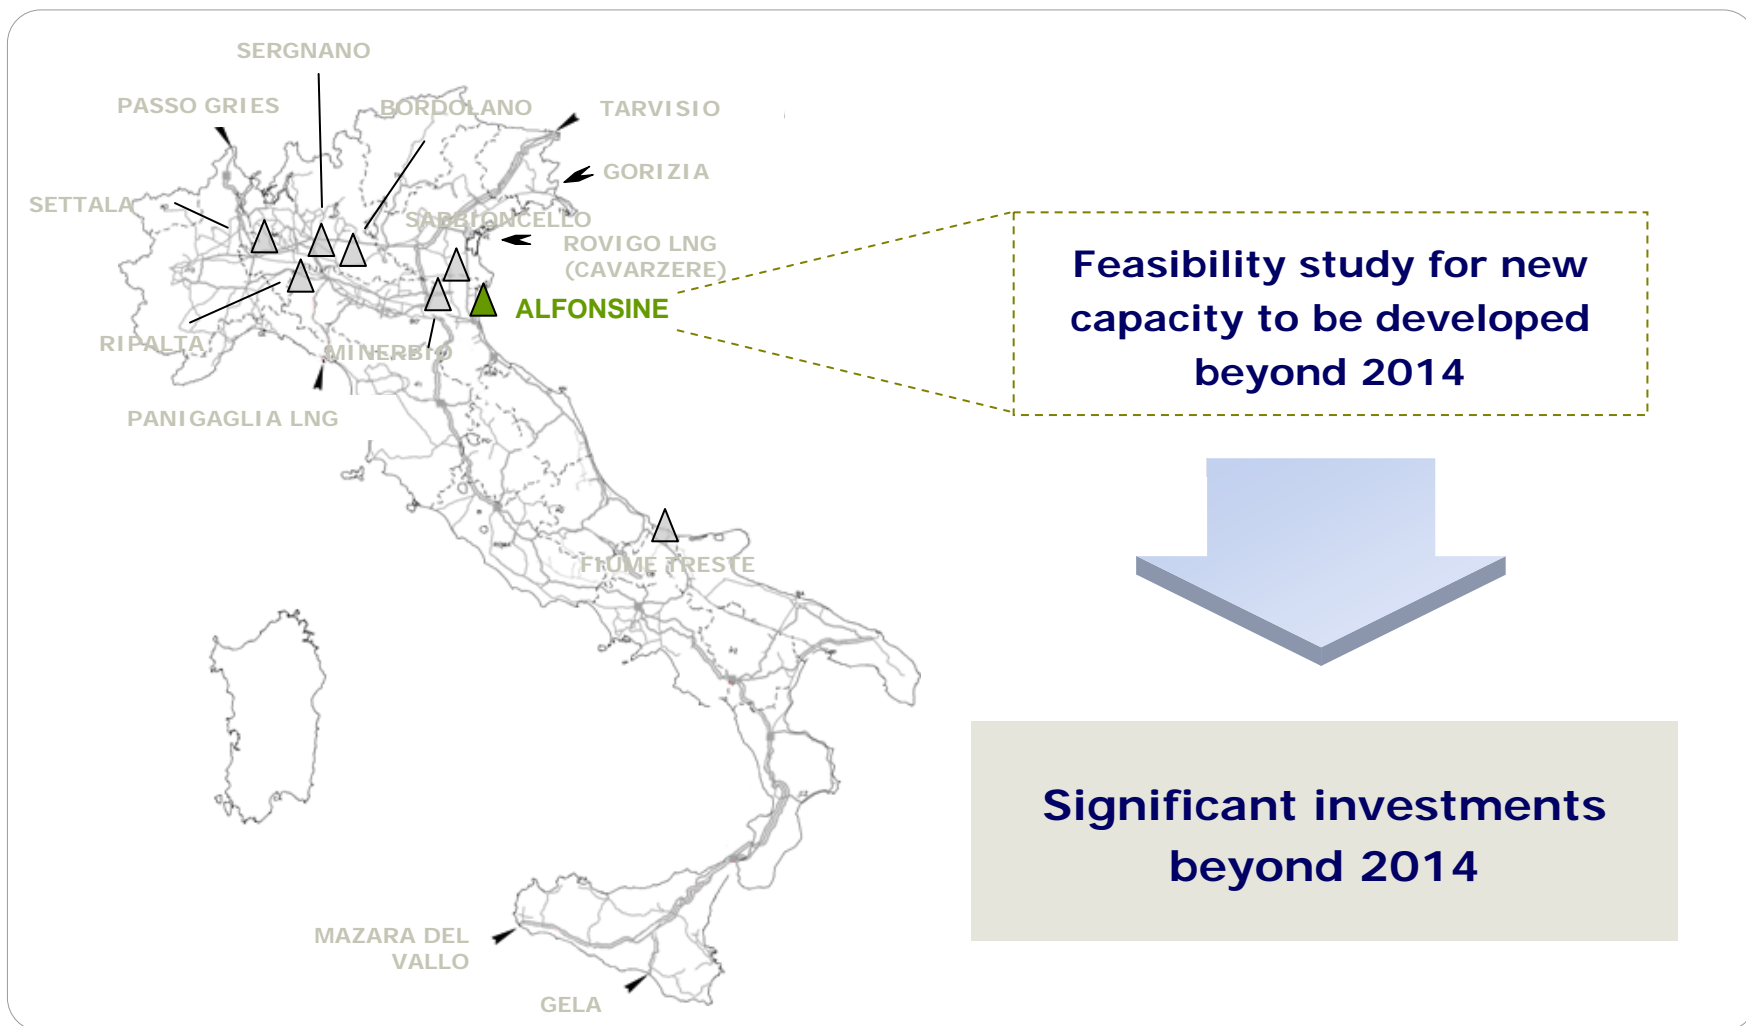 SERGNANO
PASSO GRIES
BORDOLANO
TARVISIO
GORIZIA
SETTALA
SABBIONCELLO
ROVIGO LNG
(CAVARZERE)
ALFONSINE
RIPALTA
MINERBIO
PANIGAGLIA LNG
FIUME TRESTE
MAZARA DEL
VALLO
GELA
Feasibility study for new
capacity to be developed
beyond 2014
Significant investments
beyond 2014